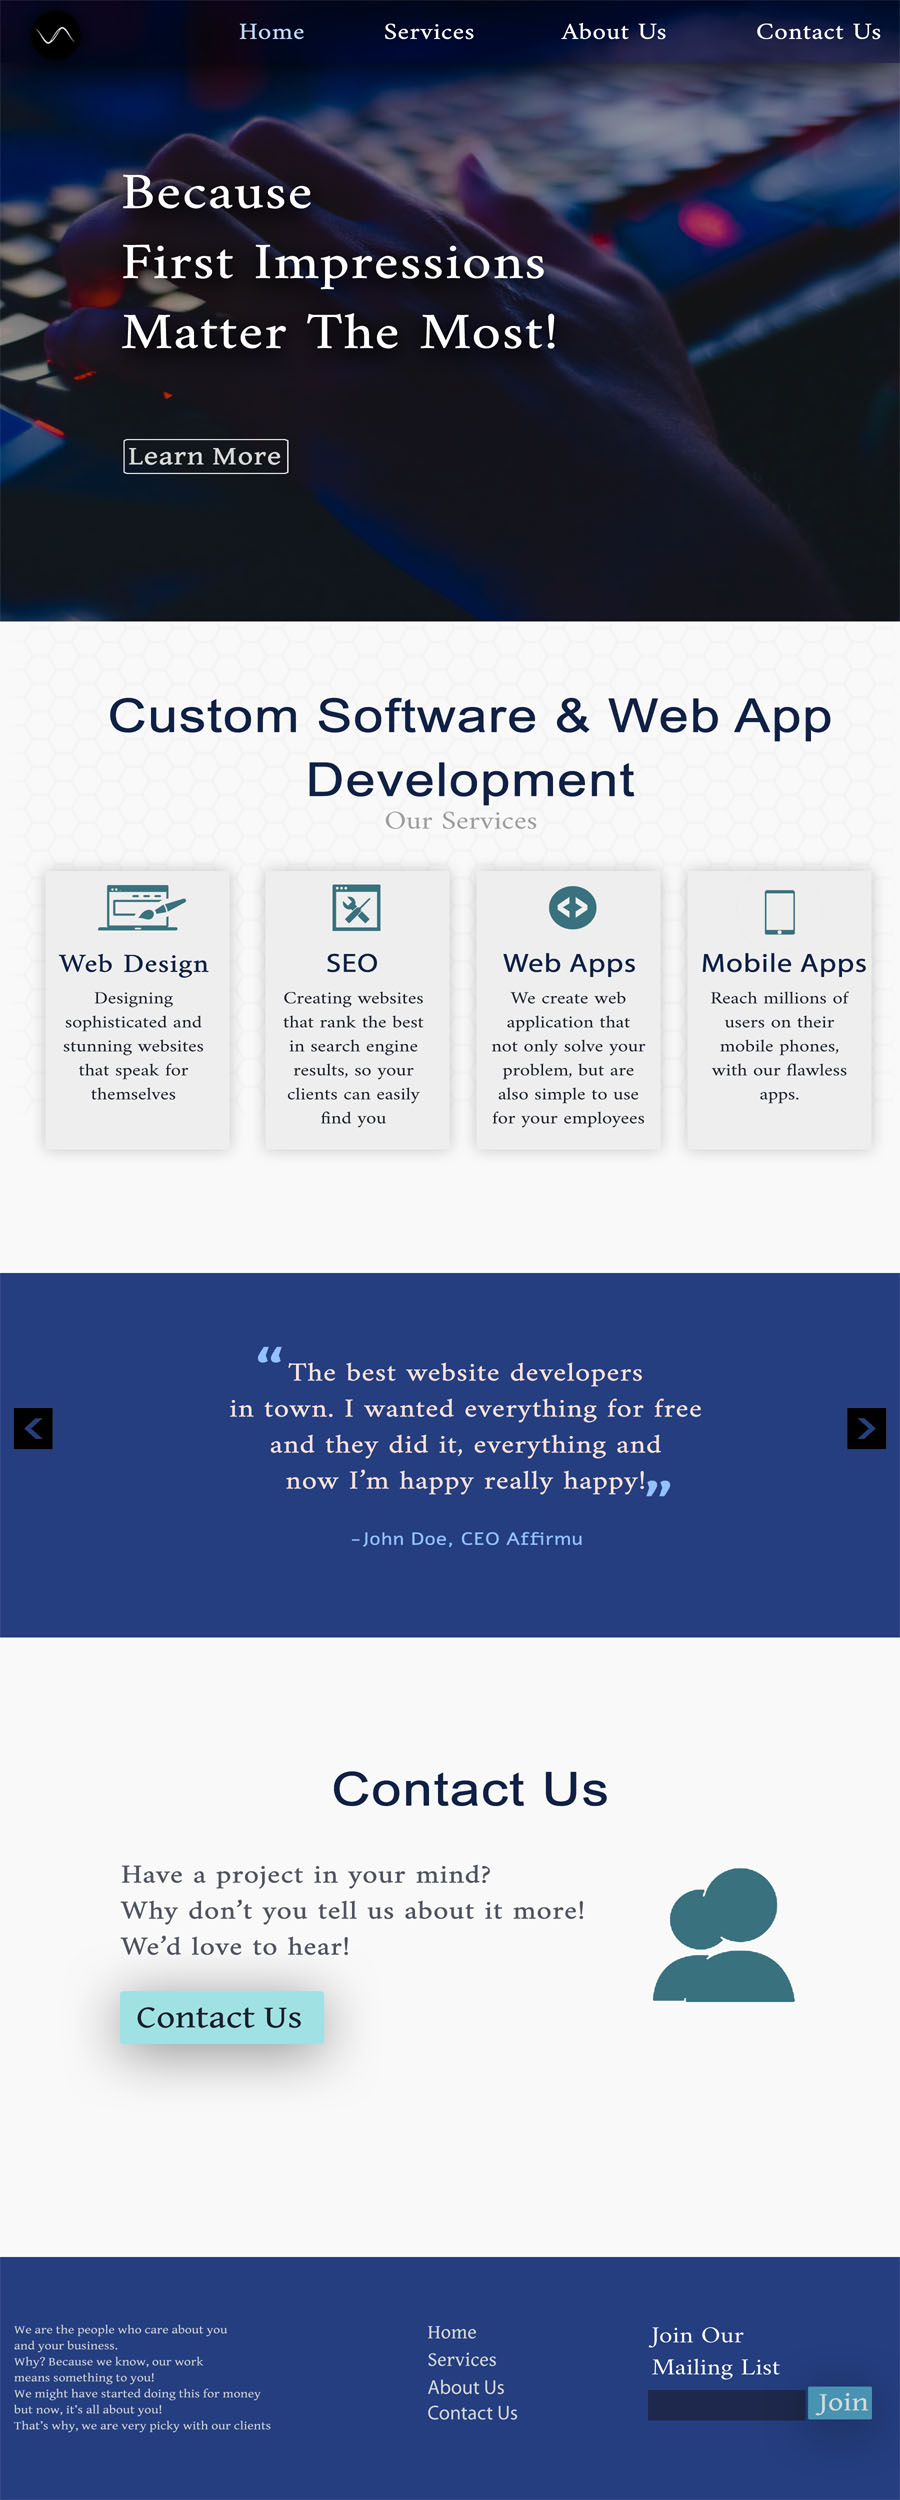 Home Services About Us Contact Us
Because
First Impressions
Matter The Most!
Learn More
Custom Software & Web App
Development
Our Services
Web Design
Designing
sophisticated and
stunning websites
that speak for
themselves
SEO
Creating websites
that rank the best
in search engine
results, so your
clients can easily
find you
Web Apps
We create web
application that
not only solve your
problem, but are
also simple to use
for your employees
Mobile Apps
Reach millions of
users on their
mobile phones,
with our flawless
apps.
“ The best website developers
in town. I wanted everything for free
and they did it, everything and
now I’m happy really happy!”
–John Doe, CEO Affirmu
Contact Us
Have a project in your mind?
Why don’t you tell us about it more!
We’d love to hear!
Contact Us
We are the people who care about you
and your business.
Why? Because we know, our work
means something to you!
We might have started doing this for money
but now, it’s all about you!
That’s why, we are very picky with our clients
Home
Services
About Us
Contact Us
Join Our
Mailing List
Join